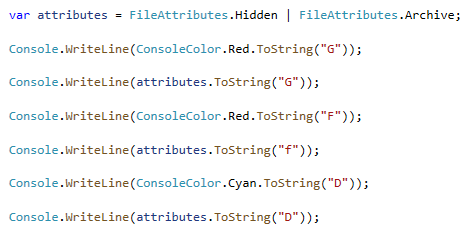 var attributes = FileAttributes.Hidden | FileAttributes.Archive;
Console.WriteLine(ConsoleColor.Red.ToString("G"));
Console.WriteLine(attributes.ToString("G"));
Console.WriteLine(ConsoleColor.Red.ToString("F"));
Console.WriteLine(attributes.ToString("f"));
Console.WriteLine(ConsoleColor.Cyan.ToString("D"));
Console.WriteLine(attributes.ToString("D"));